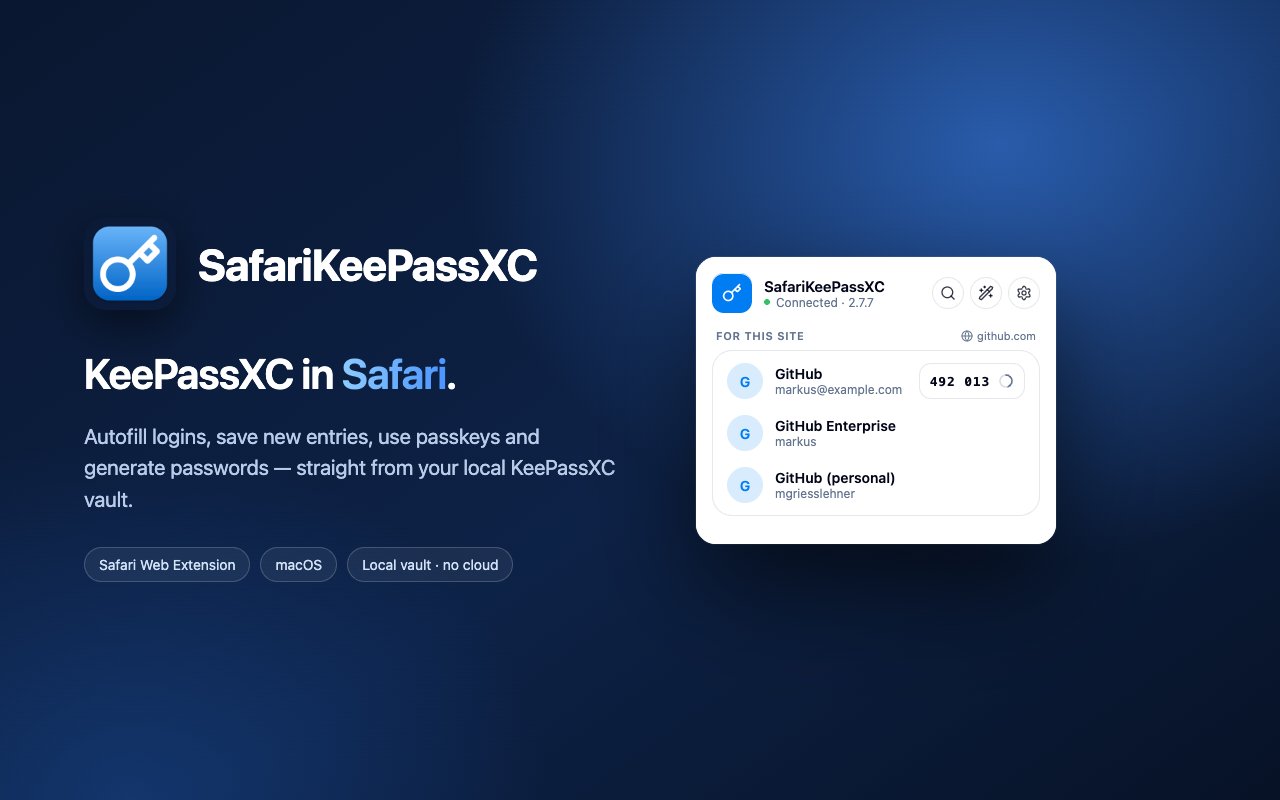 SafariKeePassXC
KeePassXC in Safari.
Autofill logins, save new entries, use passkeys and
generate passwords — straight from your local KeePassXC
vault.
Safari Web Extension
macOS
Local vault · no cloud
SafariKeePassXC
Connected · 2.7.7
FOR THIS SITE
github.com
G
GitHub
markus@example.com
492 013
G
GitHub Enterprise
markus
G
GitHub (personal)
mgriesslehner